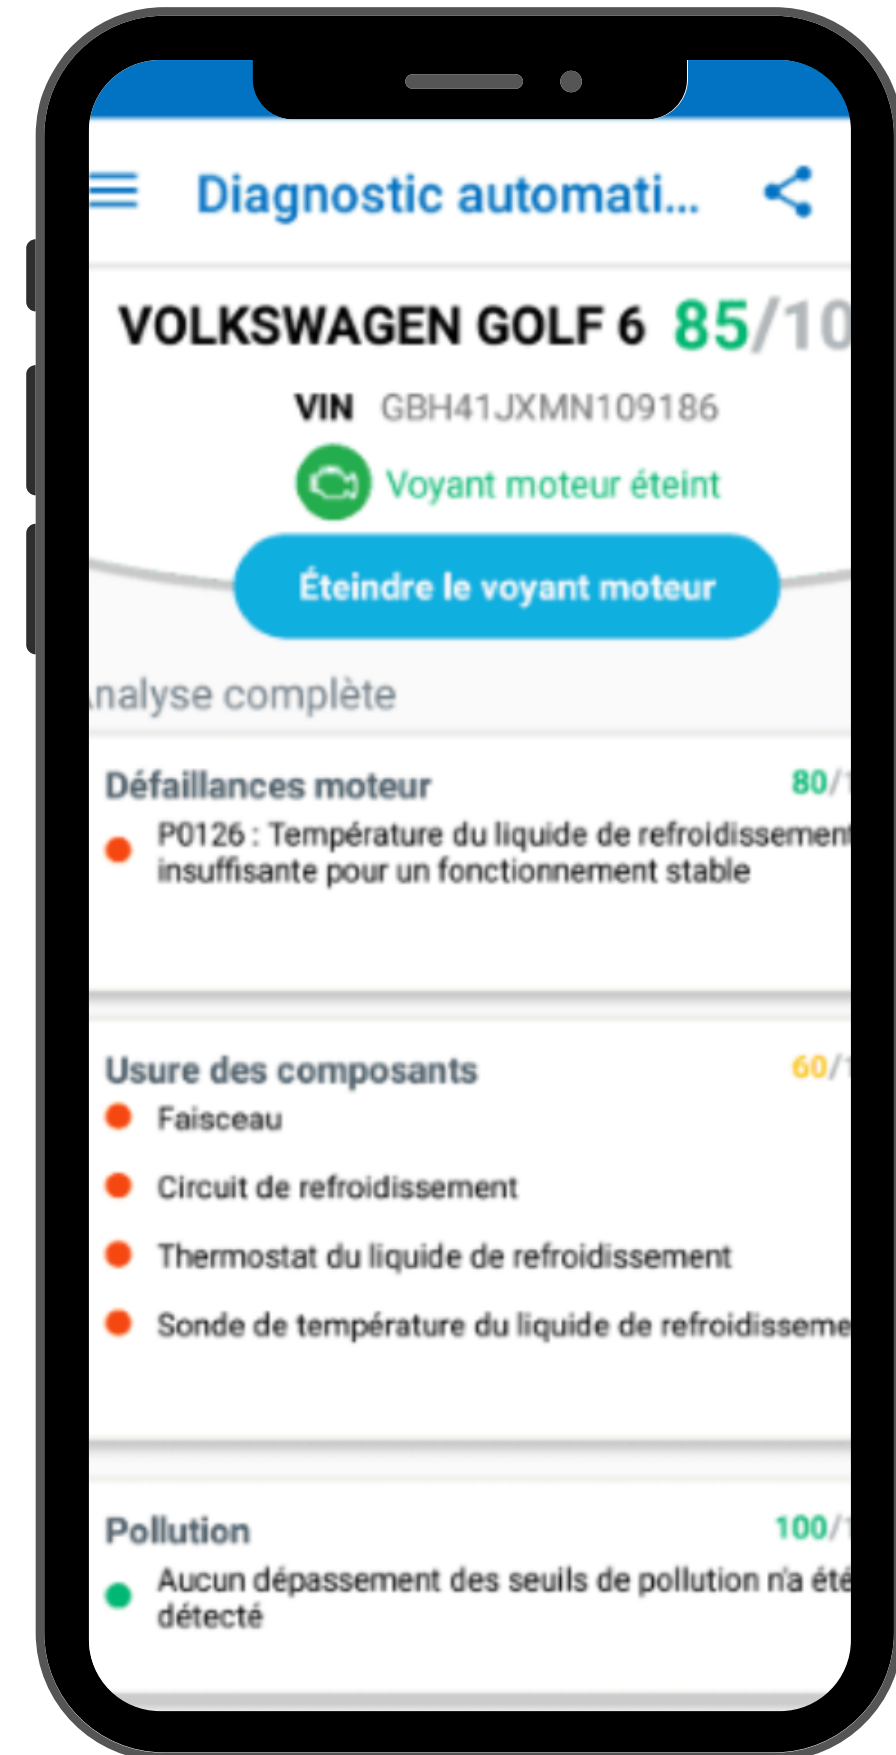 Diagnostic automati...
VOLKSWAGEN GOLF 6 85/10
VIN GBH41JXMN109186
Voyant moteur éteint
Éteindre le voyant moteur
nalyse complète
Défaillances moteur 80/1
P0126 : Température du liquide de refroidissement
insuffisante pour un fonctionnement stable
Usure des composants 60/1
Faisceau
Circuit de refroidissement
Thermostat du liquide de refroidissement
Sonde de température du liquide de refroidisseme
Pollution 100/1
Aucun dépassement des seuils de pollution n'a été
détecté